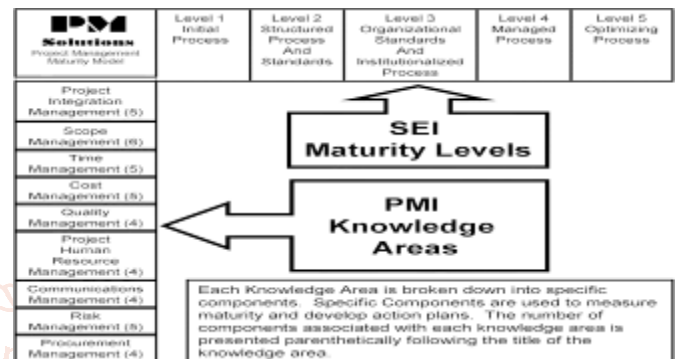 PM
Solutions
Project Management
Maturity Model
Level 1
Initial
Process
Level 2
Structured
Process
And
Standards
Level 3
Organizational
Standards
And
Institutionalized
Process
Level 4
Managed
Process
Level 5
Optimizing
Process
Project
Integration
Management (5)
Scope
Management (6)
Time
Management (5)
Cost
Management (5)
Quality
Management (4)
Project
Human
Resource
Management (4)
Communications
Management (4)
Risk
Management (5)
Procurement
Management (4)
SEI
Maturity Levels
PMI
Knowledge
Areas
Each Knowledge Area is broken down into specific
components. Specific Components are used to measure
maturity and develop action plans. The number of
components associated with each knowledge area is
presented parenthetically following the title of the
knowledge area.